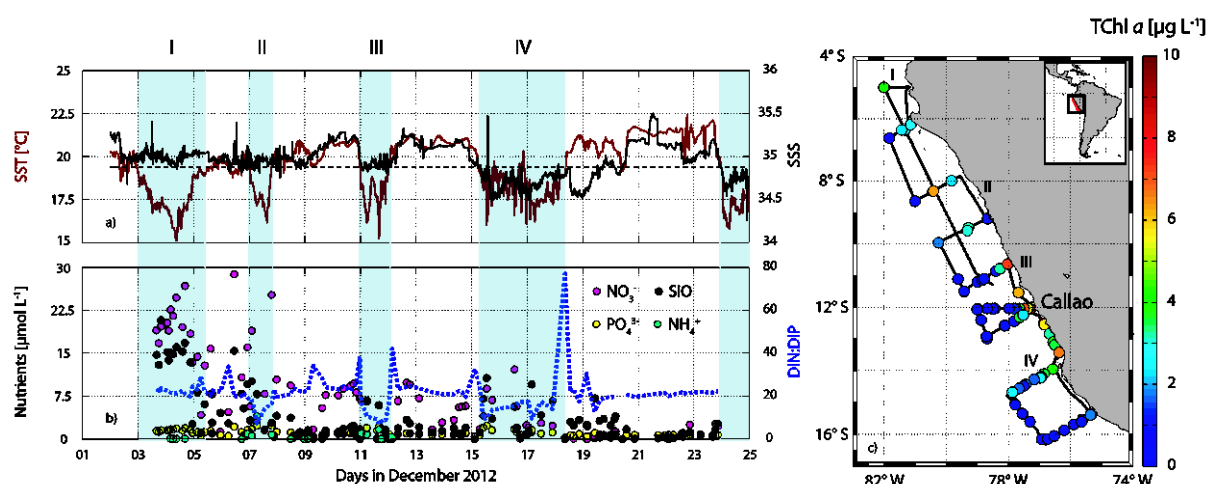 I II III IV
25 36
22.5 35.5
SST [ºC] 20 35 SSS
17.5 34.5
a)
15 34
30 80
22.5 60
NO₃⁻ SIO
PO₄³⁻ NH₄⁺
Nutrients [µmol L⁻¹] 15 40 DIN:DIP
7.5 20
b)
0 0
01 03 05 07 09 11 13 15 17 19 21 23 25
Days in December 2012
TChl a [µg L⁻¹]
4°S 10
I
8°S 8
II
6
III
Callao
12°S 4
IV
2
16°S c) 0
82°W 78°W 74°W